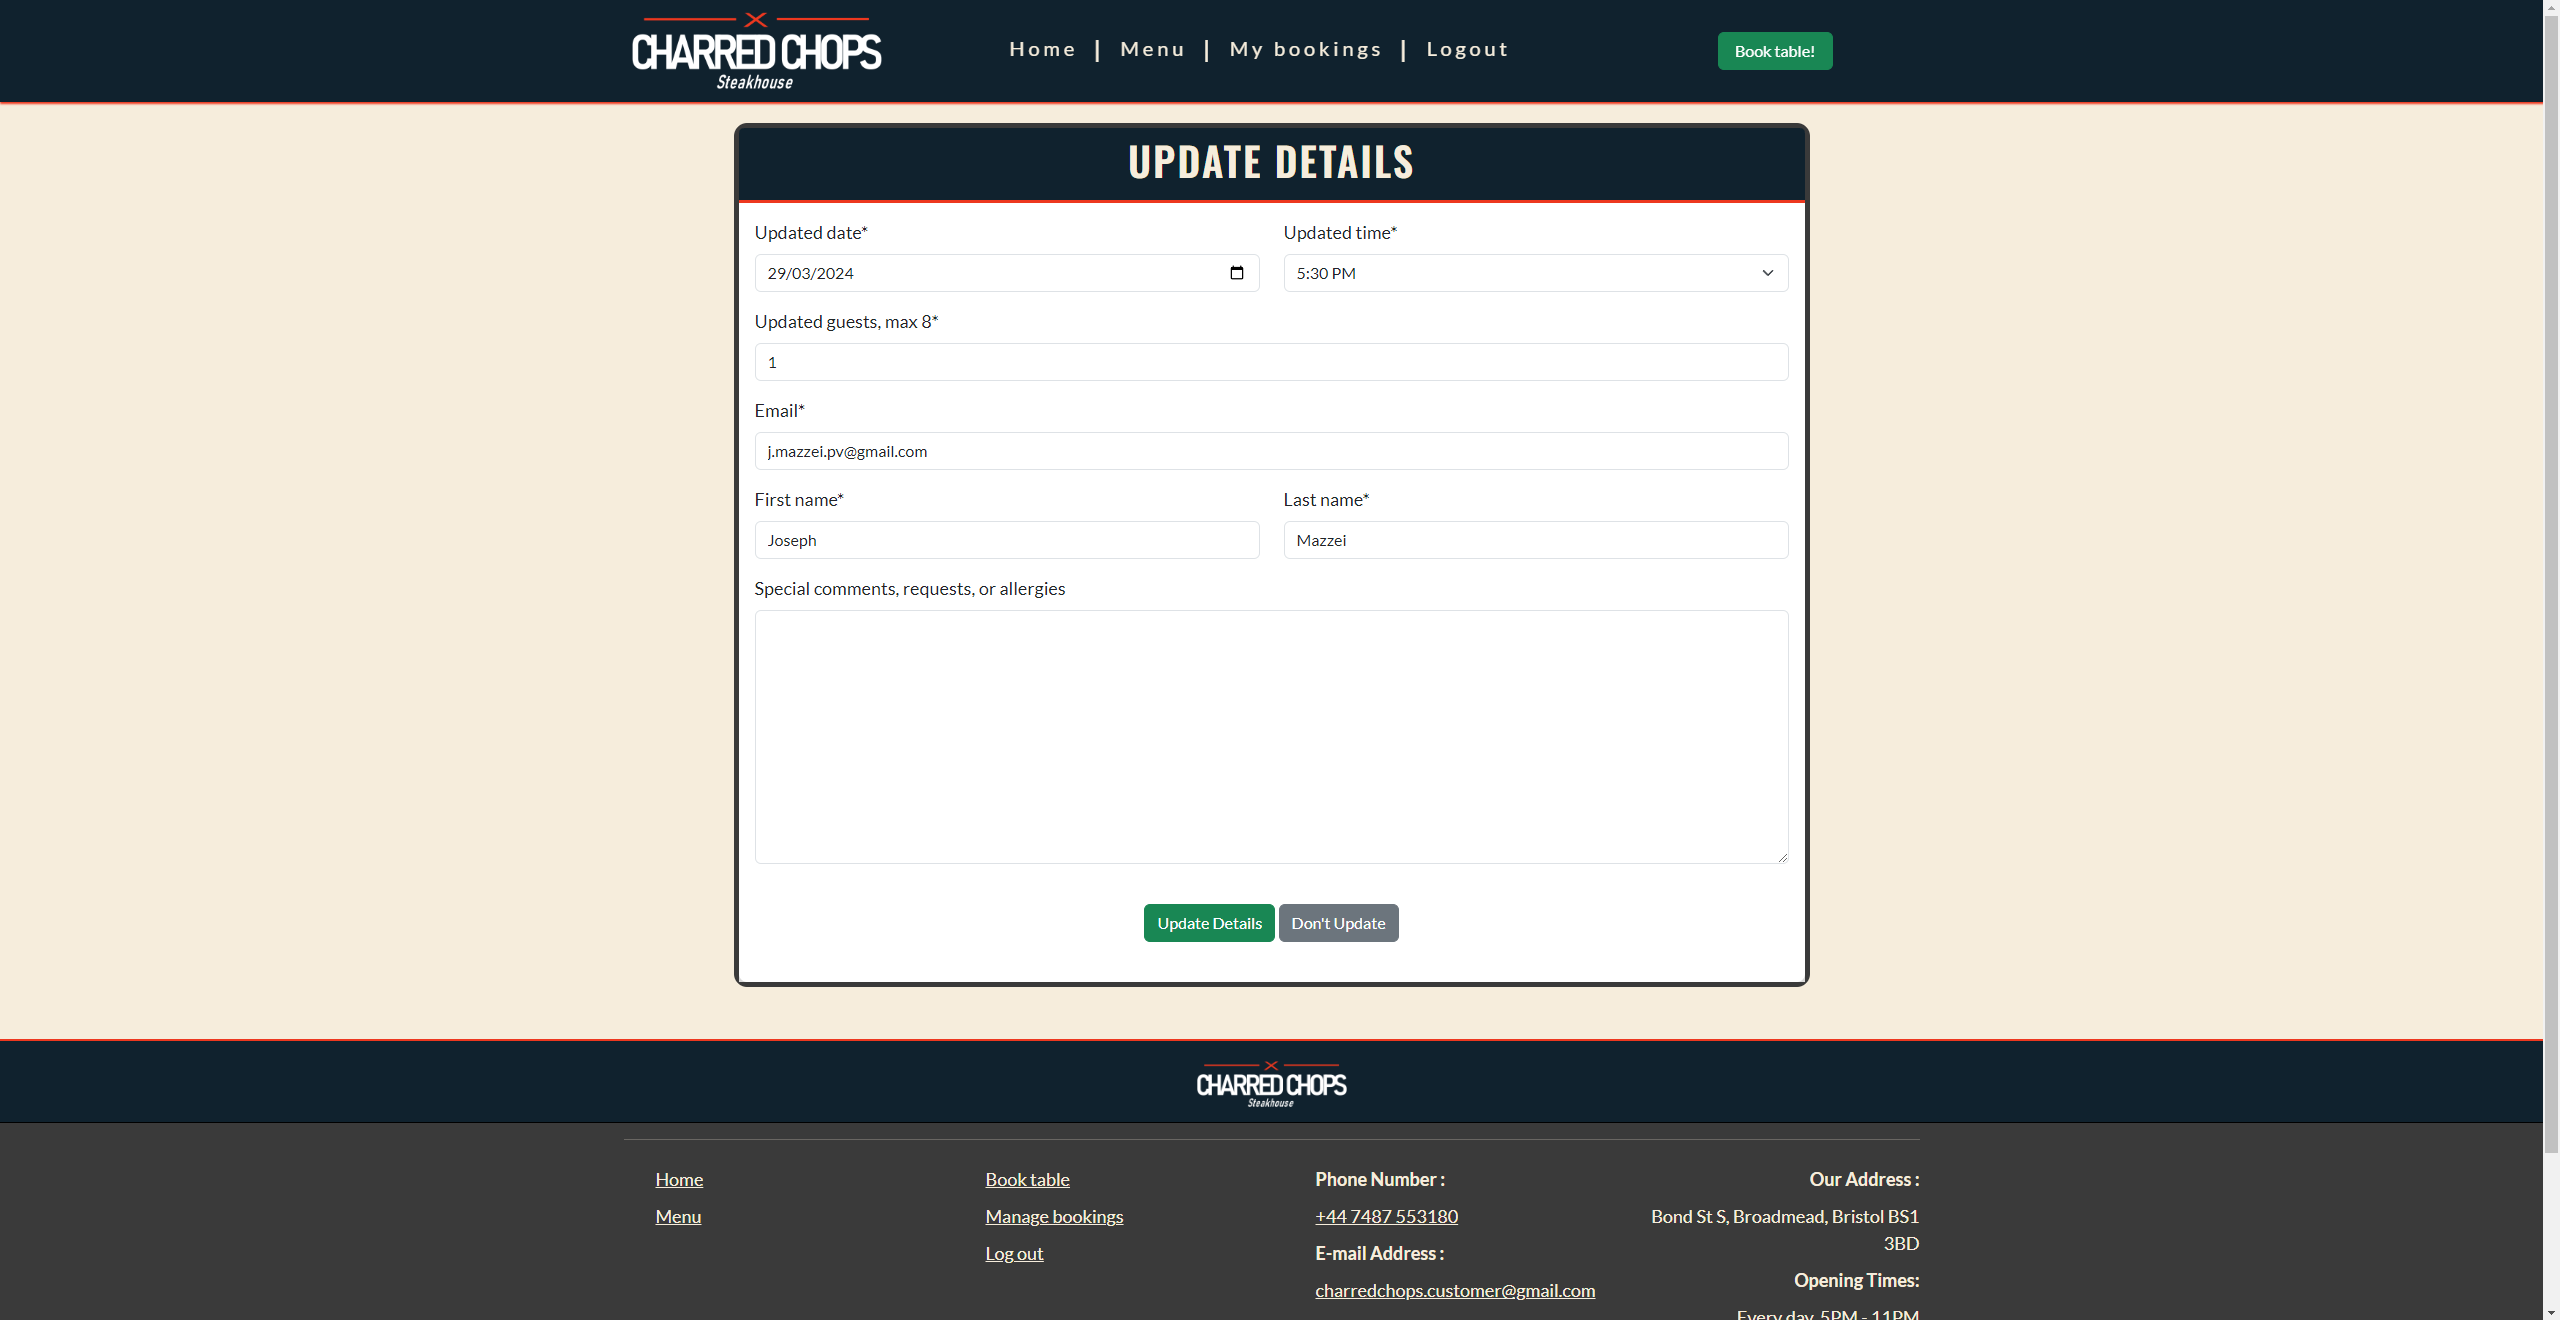 CHARRED CHOPS
Steakhouse
Home | Menu | My bookings | Logout
Book table!
UPDATE DETAILS
Updated date* Updated time*
29/03/2024 5:30 PM
Updated guests, max 8*
1
Email*
j.mazzei.pv@gmail.com
First name* Last name*
Joseph Mazzei
Special comments, requests, or allergies
Update Details Don't Update
CHARRED CHOPS
Steakhouse
Home
Menu
Book table
Manage bookings
Log out
Phone Number :
+44 7487 553180
E-mail Address :
charredchops.customer@gmail.com
Our Address :
Bond St S, Broadmead, Bristol BS1
3BD
Opening Times:
Every day, 5PM - 11PM